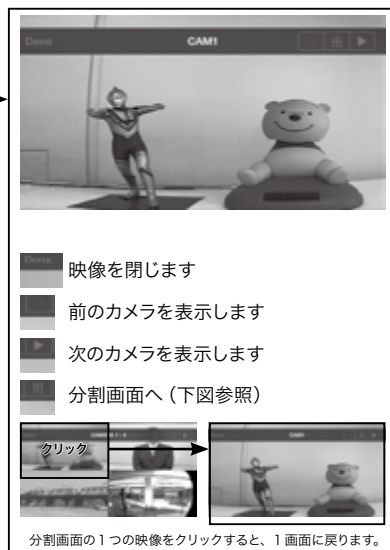 Done CAM1
Done
映像を閉じます
前のカメラを表示します
次のカメラを表示します
分割画面へ（下図参照）
クリック
CAM1
分割画面の1つの映像をクリックすると、1画面に戻ります。